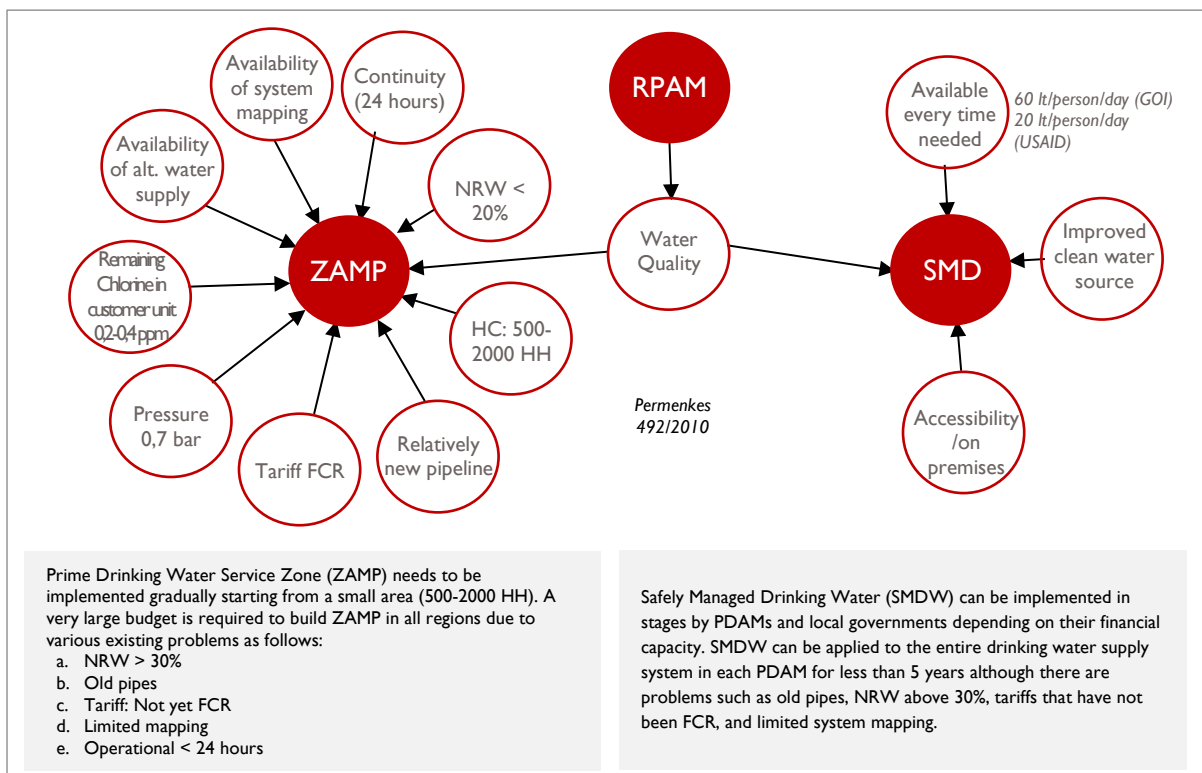 Availability
of system
mapping
Continuity
(24 hours)
RPAM
Available
every time
needed
60 lt/person/day (GOI)
20 lt/person/day
(USAID)
Availability
of alt. water
supply
NRW <
20%
Water
Quality
Improved
clean water
source
ZAMP
SMD
Remaining
Chlorine in
customer unit
0,2-0,4 ppm
HC: 500-
2000 HH
Pressure
0,7 bar
Tariff FCR
Relatively
new pipeline
Permenkes
492/2010
Accessibility
/on
premises
Prime Drinking Water Service Zone (ZAMP) needs to be
implemented gradually starting from a small area (500-2000 HH). A
very large budget is required to build ZAMP in all regions due to
various existing problems as follows:
a. NRW > 30%
b. Old pipes
c. Tariff: Not yet FCR
d. Limited mapping
e. Operational < 24 hours
Safely Managed Drinking Water (SMDW) can be implemented in
stages by PDAMs and local governments depending on their financial
capacity. SMDW can be applied to the entire drinking water supply
system in each PDAM for less than 5 years although there are
problems such as old pipes, NRW above 30%, tariffs that have not
been FCR, and limited system mapping.